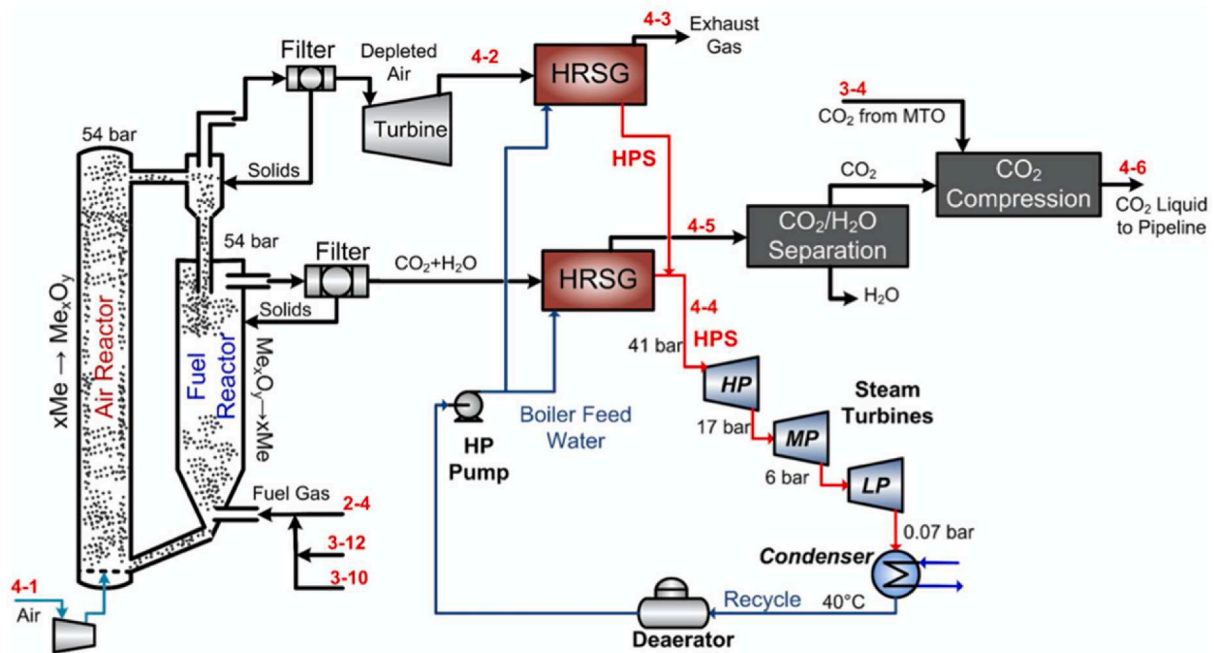 4-3
Exhaust
Gas
Filter
Depleted
Air
4-2
HRSG
3-4
CO₂ from MTO
54 bar
Turbine
HPS
Solids
CO₂
CO₂
Compression
4-6
CO₂ Liquid
to Pipeline
4-5
CO₂/H₂O
Separation
54 bar
Filter
CO₂+H₂O
HRSG
H₂O
Solids
4-4
HPS
41 bar
xMe → MeₓOᵧ
Air Reactor
Fuel
Reactor
MeₓOᵧ→xMe
HP
Steam
Turbines
Boiler Feed
Water
HP
Pump
17 bar
MP
6 bar
LP
Fuel Gas
2-4
3-12
3-10
0.07 bar
Condenser
4-1
Air
Recycle
40°C
Deaerator